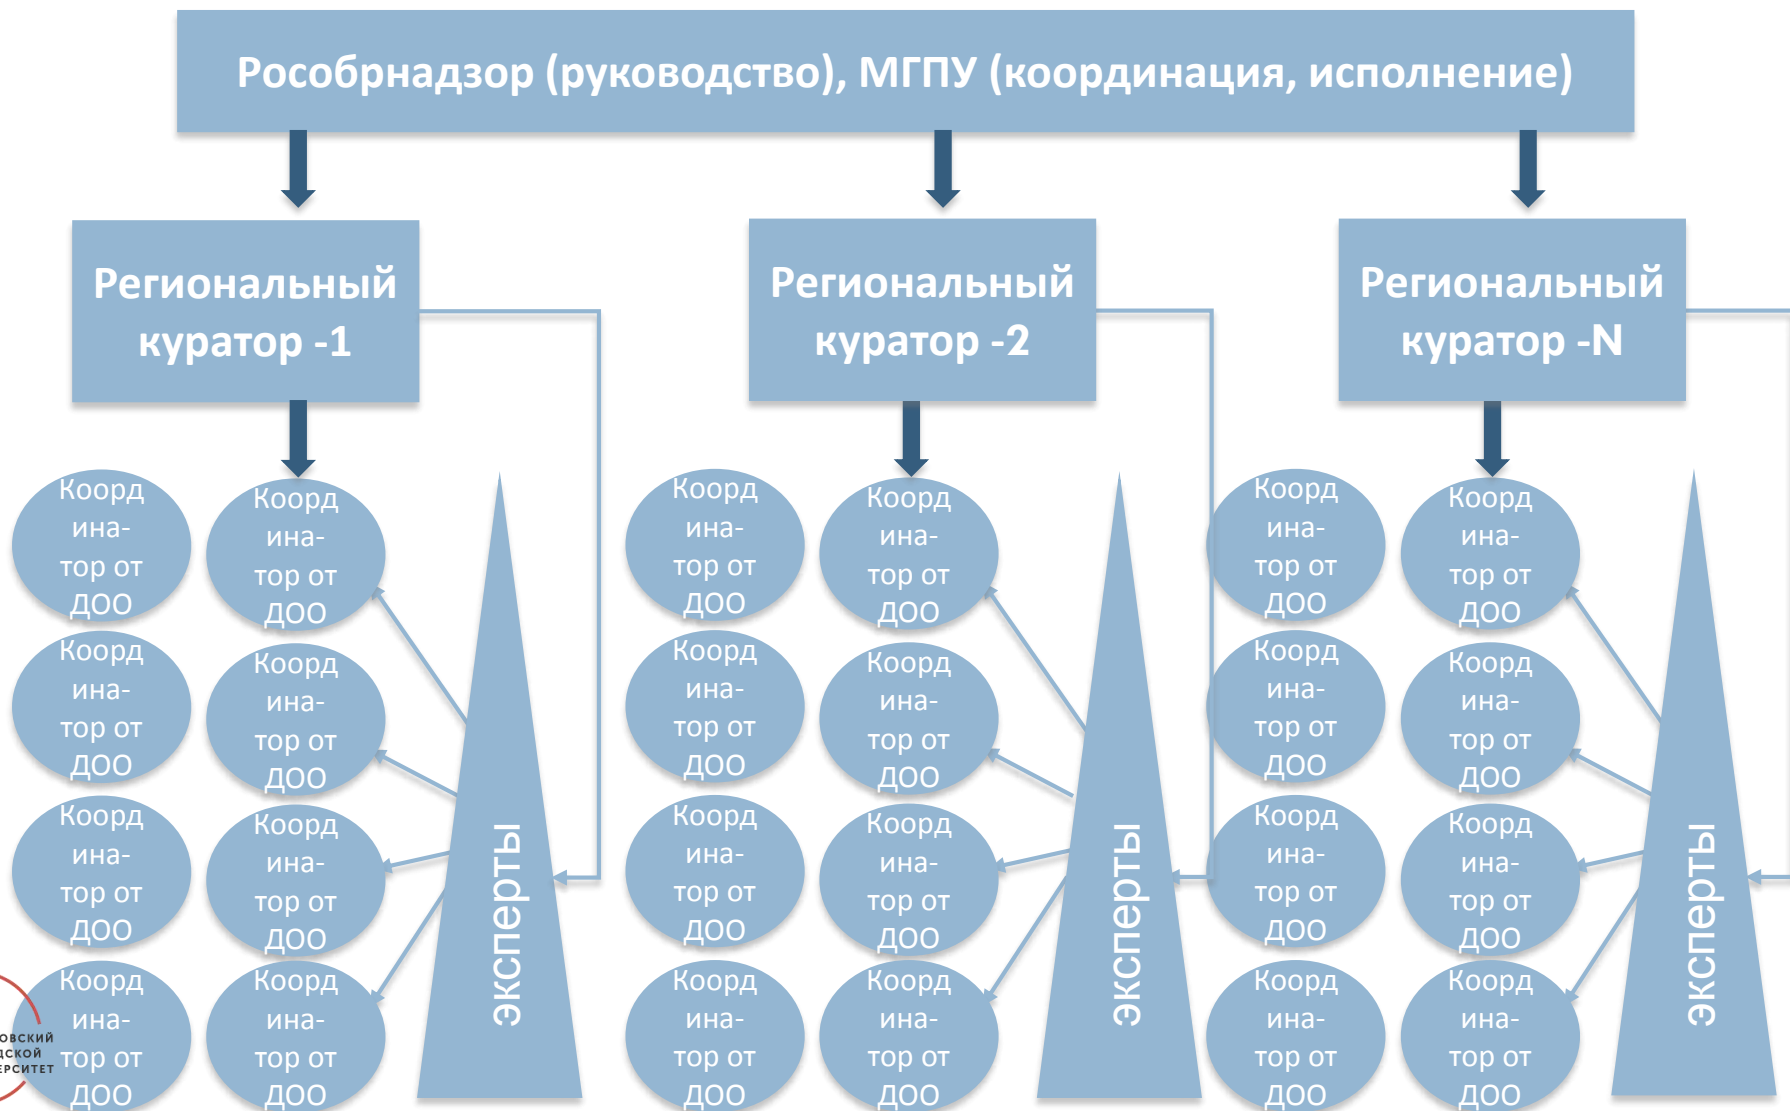 Рособрнадзор (руководство), МГПУ (координация, исполнение)
Региональный
куратор -1
Региональный
куратор -2
Региональный
куратор -N
Коорд
ина-
тор от
ДОО
Коорд
ина-
тор от
ДОО
Коорд
ина-
тор от
ДОО
Коорд
ина-
тор от
ДОО
Коорд
ина-
тор от
ДОО
Коорд
ина-
тор от
ДОО
Коорд
ина-
тор от
ДОО
Коорд
ина-
тор от
ДОО
эксперты
Коорд
ина-
тор от
ДОО
Коорд
ина-
тор от
ДОО
Коорд
ина-
тор от
ДОО
Коорд
ина-
тор от
ДОО
Коорд
ина-
тор от
ДОО
Коорд
ина-
тор от
ДОО
Коорд
ина-
тор от
ДОО
Коорд
ина-
тор от
ДОО
эксперты
Коорд
ина-
тор от
ДОО
Коорд
ина-
тор от
ДОО
Коорд
ина-
тор от
ДОО
Коорд
ина-
тор от
ДОО
Коорд
ина-
тор от
ДОО
Коорд
ина-
тор от
ДОО
Коорд
ина-
тор от
ДОО
Коорд
ина-
тор от
ДОО
эксперты